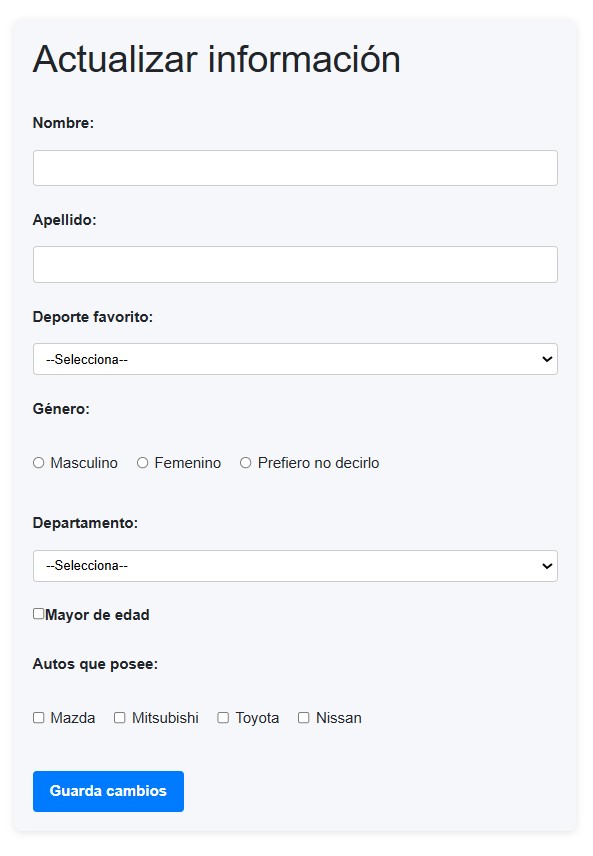 Actualizar información
Nombre:
Apellido:
Deporte favorito:
--Selecciona--
Género:
Masculino Femenino Prefiero no decirlo
Departamento:
--Selecciona--
Mayor de edad
Autos que posee:
Mazda Mitsubishi Toyota Nissan
Guarda cambios